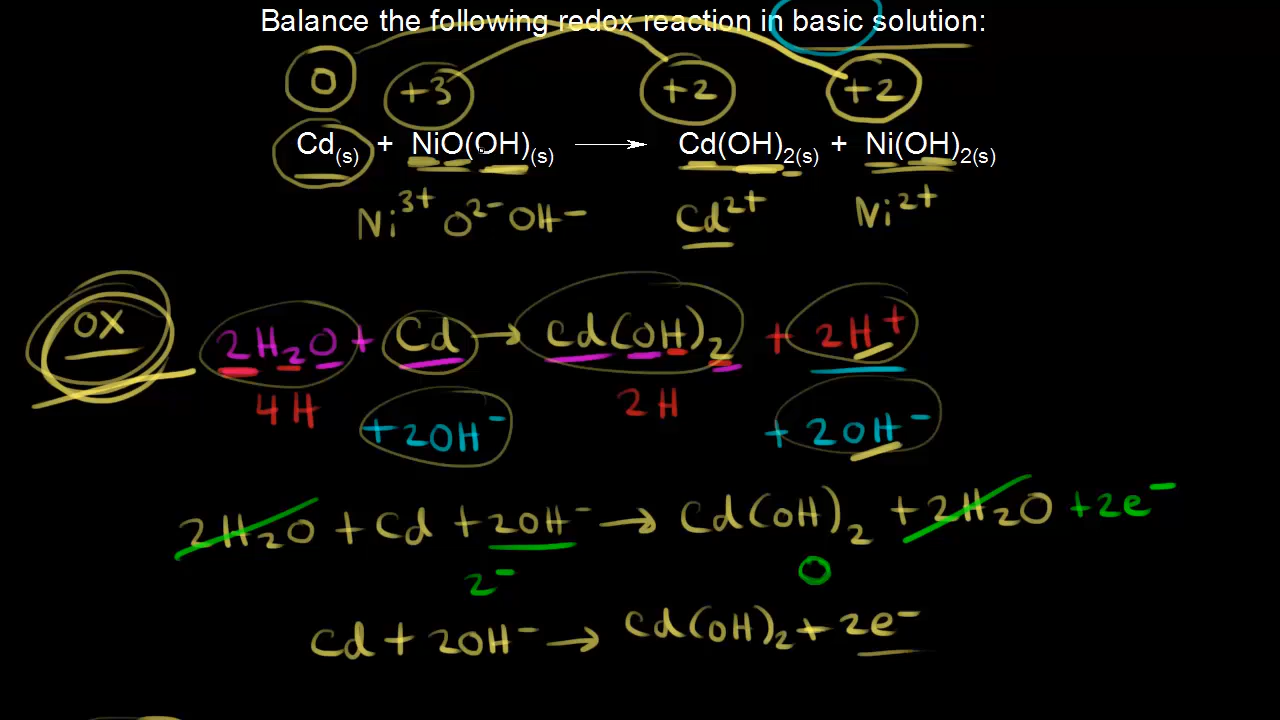 Balance the following redox reaction in basic solution:
0 +3 +2 +2
Cd(s) + NiO(OH)(s) → Cd(OH)2(s) + Ni(OH)2(s)
Ni³⁺ O²⁻ OH⁻ Cd²⁺ Ni²⁺
OX 2H₂O + Cd → Cd(OH)₂ + 2H⁺
4H 2H
+2OH⁻ + 2OH⁻
2H₂O + Cd + 2OH⁻ → Cd(OH)₂ + 2H₂O +2e⁻
2⁻ 0
Cd + 2OH⁻ → Cd(OH)₂ + 2e⁻